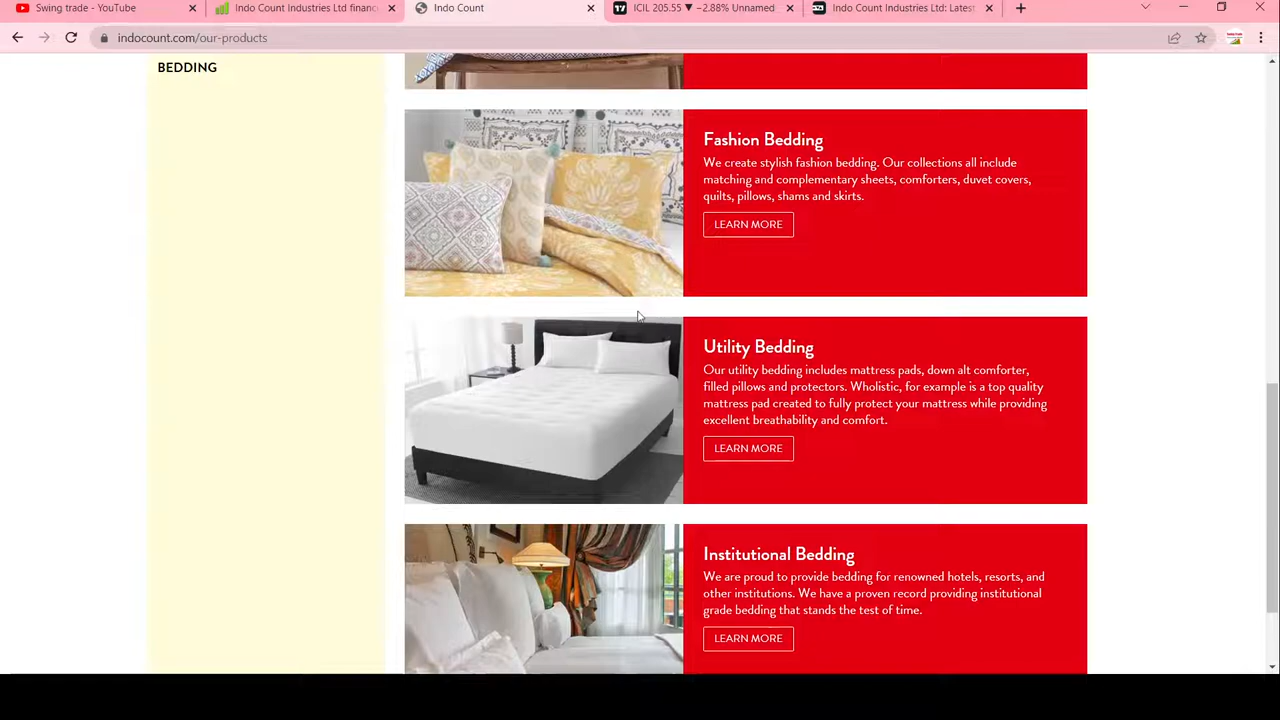 Swing trade - YouTube
Indo Count Industries Ltd financ
Indo Count
ICIL 205.55 ▼ −2.88% Unnamed
Indo Count Industries Ltd: Latest
indocount.com/our-products
BEDDING
Fashion Bedding
We create stylish fashion bedding. Our collections all include
matching and complementary sheets, comforters, duvet covers,
quilts, pillows, shams and skirts.
LEARN MORE
Utility Bedding
Our utility bedding includes mattress pads, down alt comforter,
filled pillows and protectors. Wholistic, for example is a top quality
mattress pad created to fully protect your mattress while providing
excellent breathability and comfort.
LEARN MORE
Institutional Bedding
We are proud to provide bedding for renowned hotels, resorts, and
other institutions. We have a proven record providing institutional
grade bedding that stands the test of time.
LEARN MORE